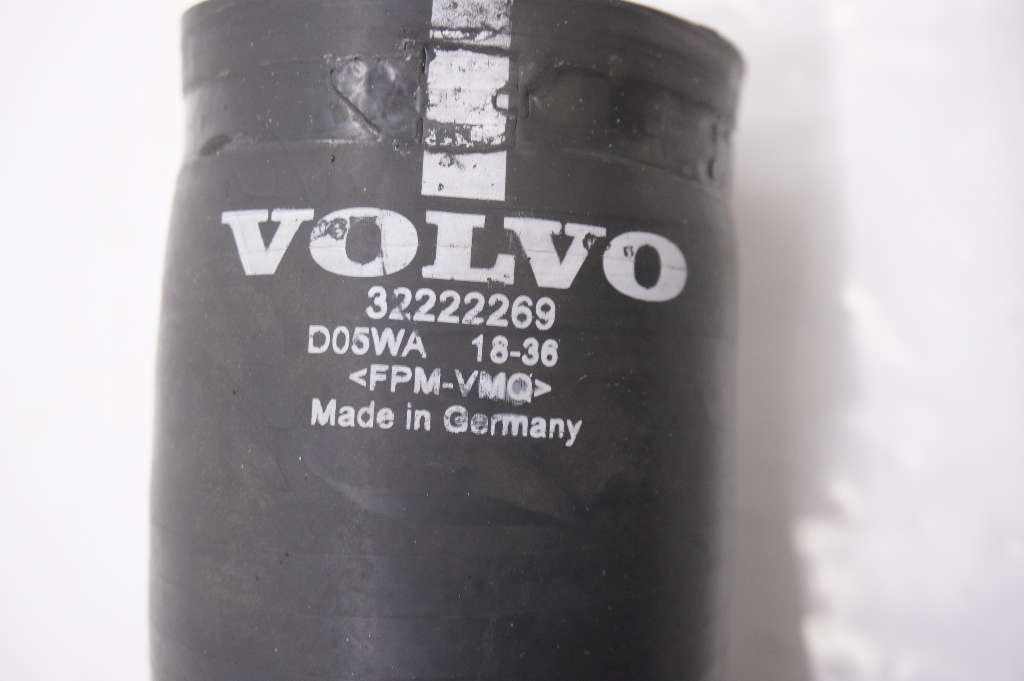 VOLVO
32222269
D05WA 18-36
<FPM-VMQ>
Made in Germany